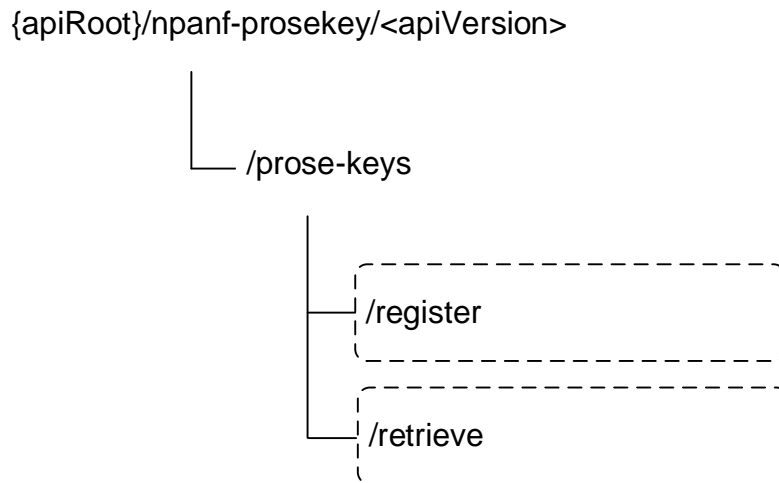 {apiRoot}/npanf-prosekey/<apiVersion>
/prose-keys
/register
/retrieve